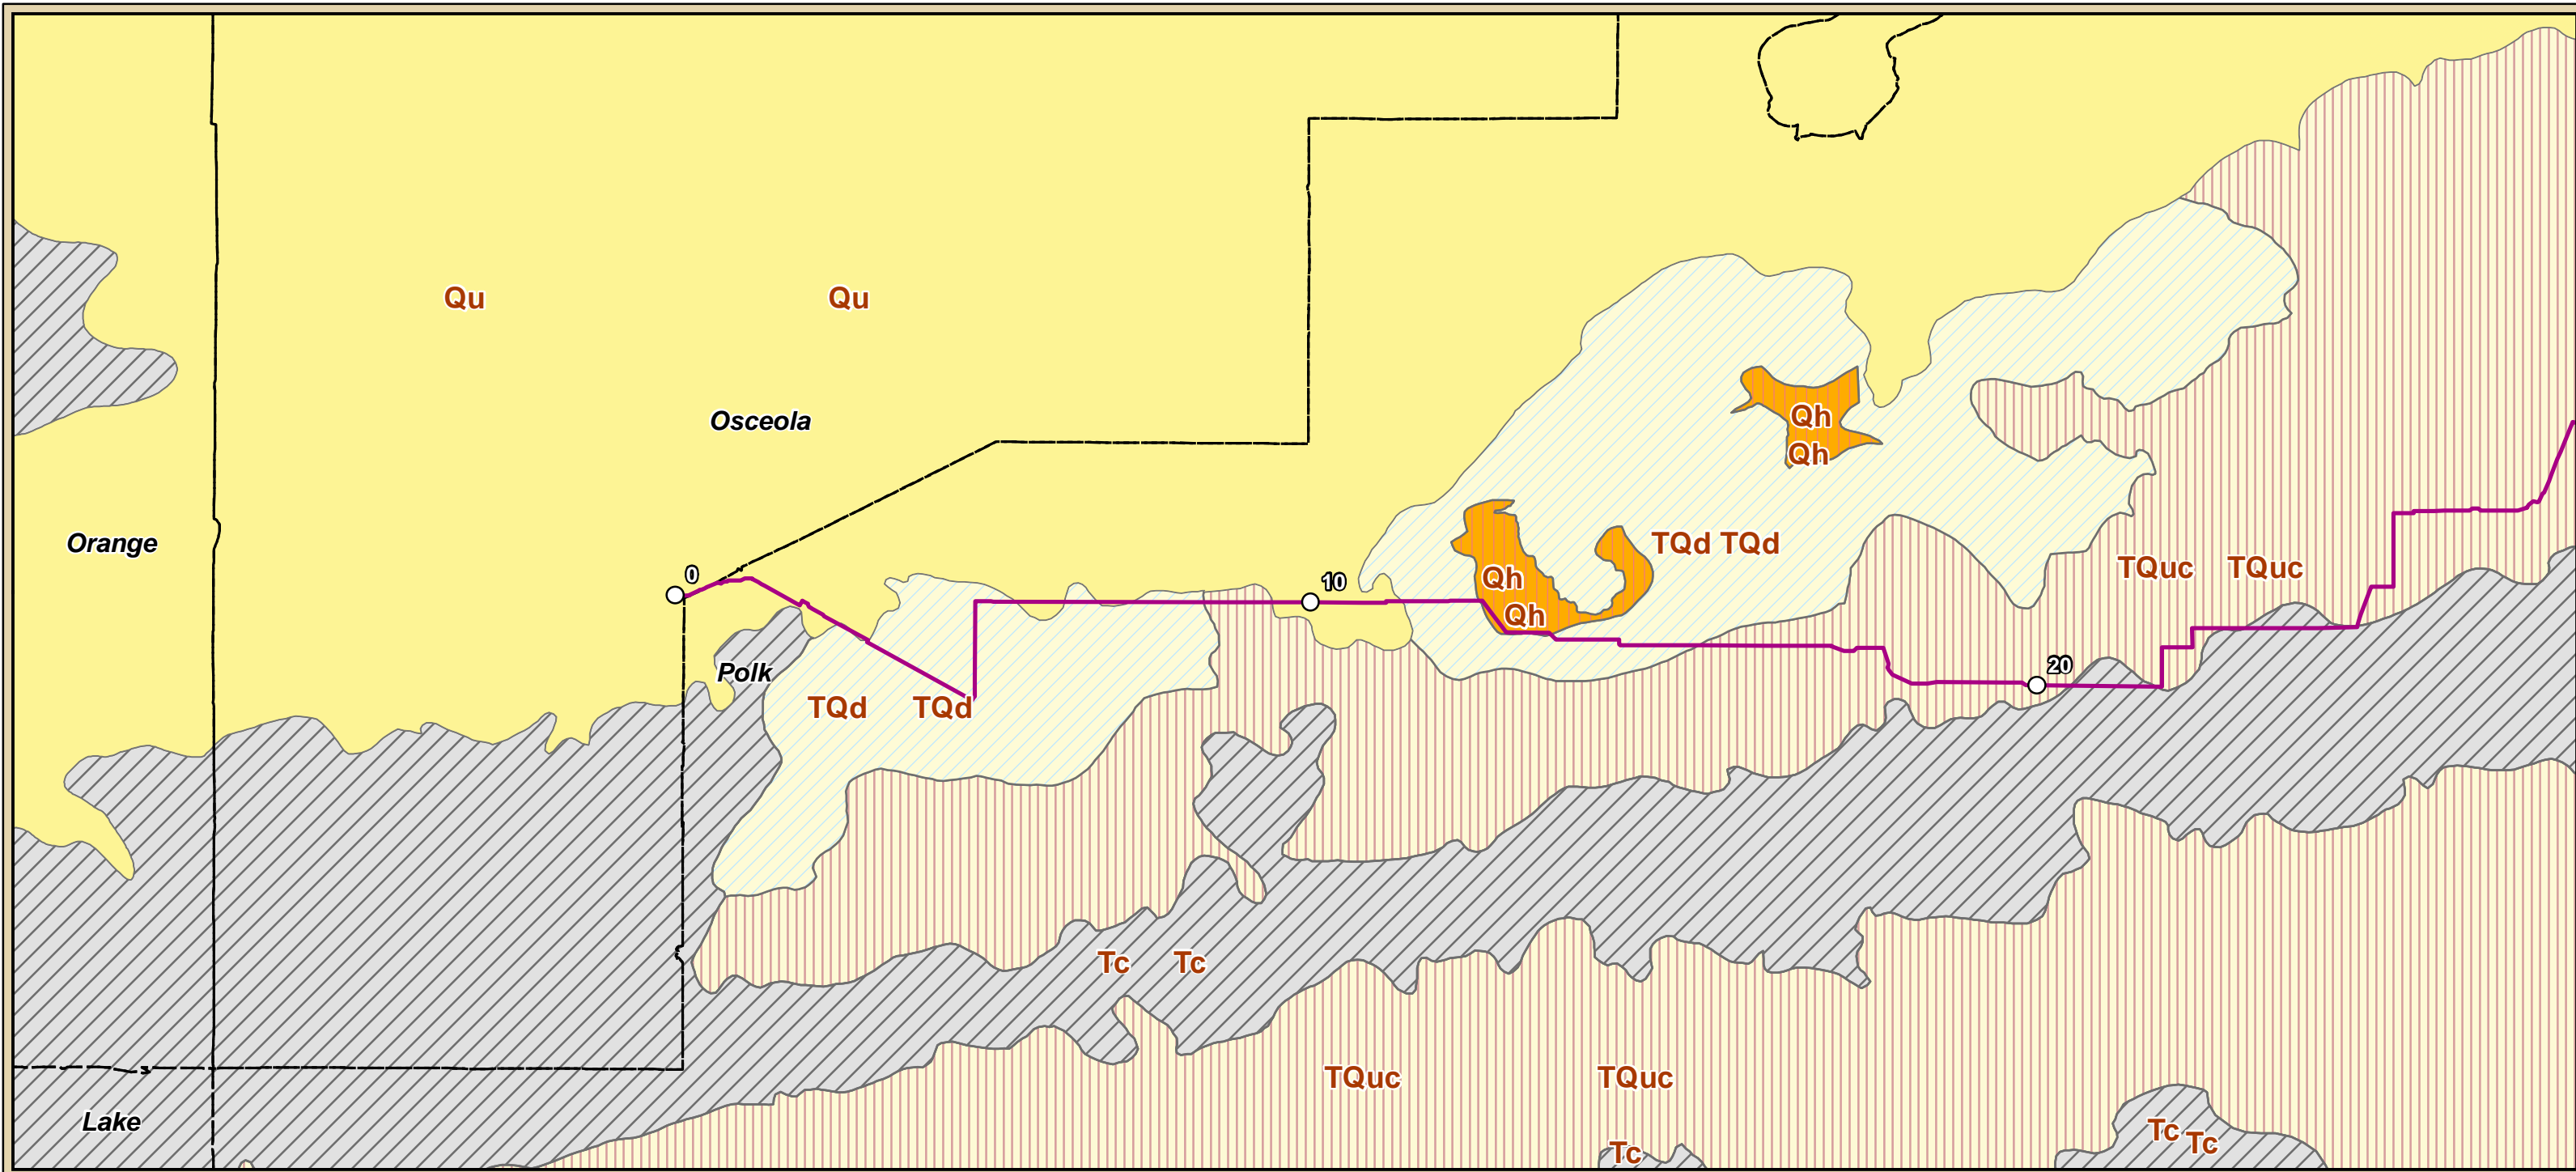 Qu Qu
Qh
Osceola
Qh
Orange
TQd TQd
TQuc TQuc
0
Qh
10
Qh
20
Polk
TQd TQd
Tc Tc
TQuc TQuc
Lake
Tc
Tc
Tc